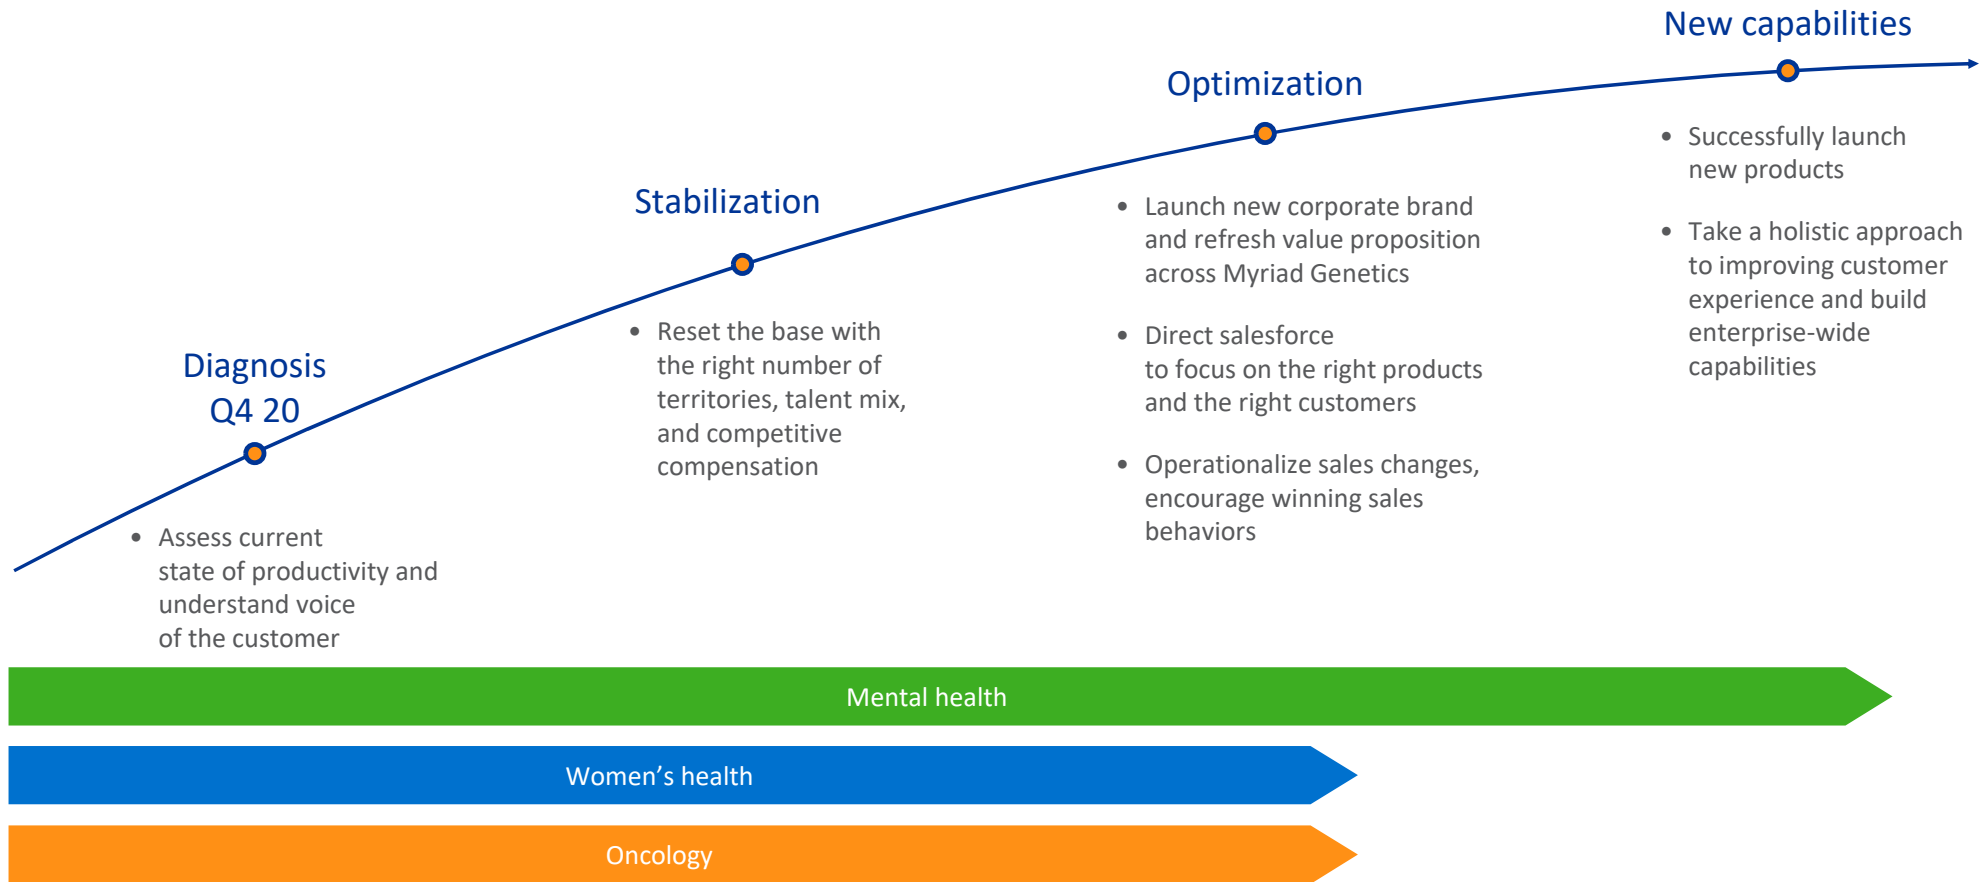 Diagnosis
Q4 20
• Assess current
state of productivity and
understand voice
of the customer
Stabilization
• Reset the base with
the right number of
territories, talent mix,
and competitive
compensation
Optimization
• Launch new corporate brand
and refresh value proposition
across Myriad Genetics
• Direct salesforce
to focus on the right products
and the right customers
• Operationalize sales changes,
encourage winning sales
behaviors
New capabilities
• Successfully launch
new products
• Take a holistic approach
to improving customer
experience and build
enterprise-wide
capabilities
Mental health
Women’s health
Oncology